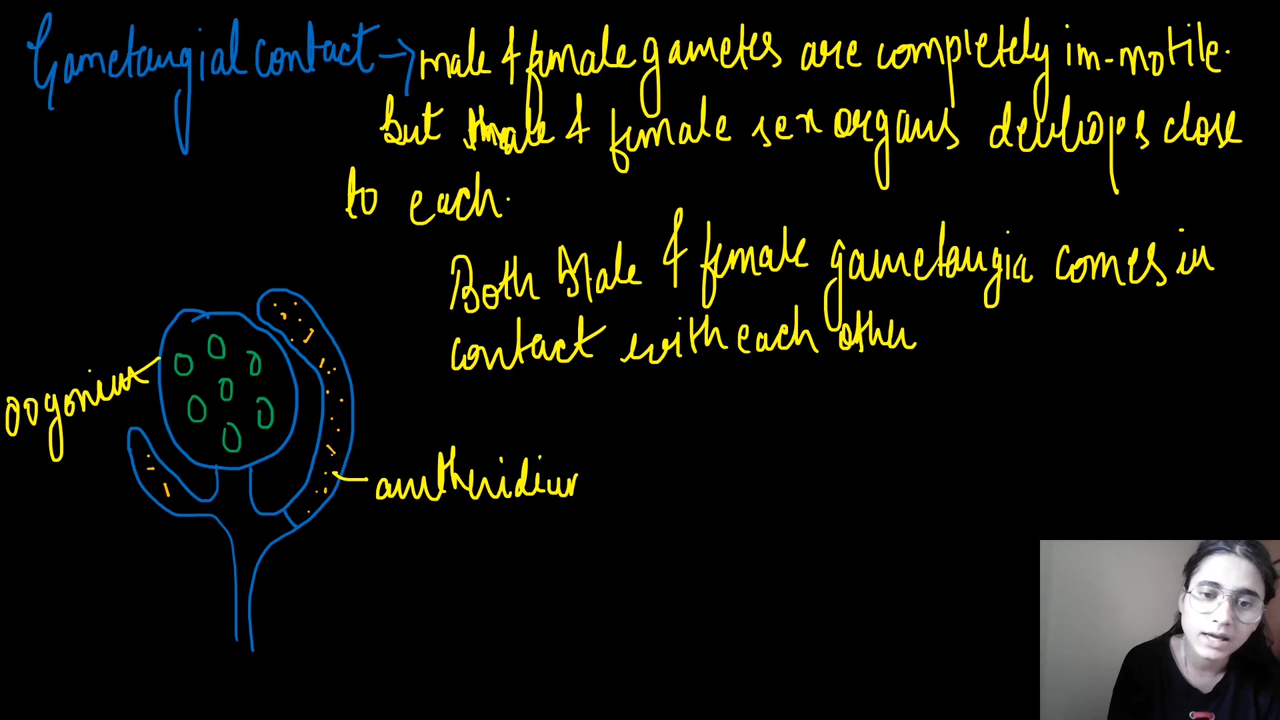 Gametangial contact → male & female gametes are completely im-motile.
But male & female sex organs develops close
to each.
Both Male & female gametangia comes in
contact with each other
oogonium
antheridium